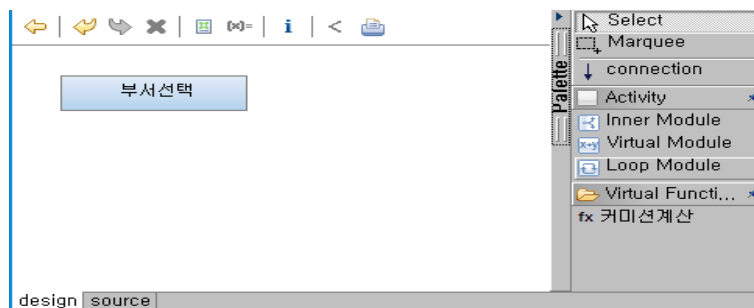 (x)=
i
<
부서선택
design
source
Palette
Select
Marquee
connection
Activity
Inner Module
x+y Virtual Module
Loop Module
Virtual Functi...
fx 커미션계산